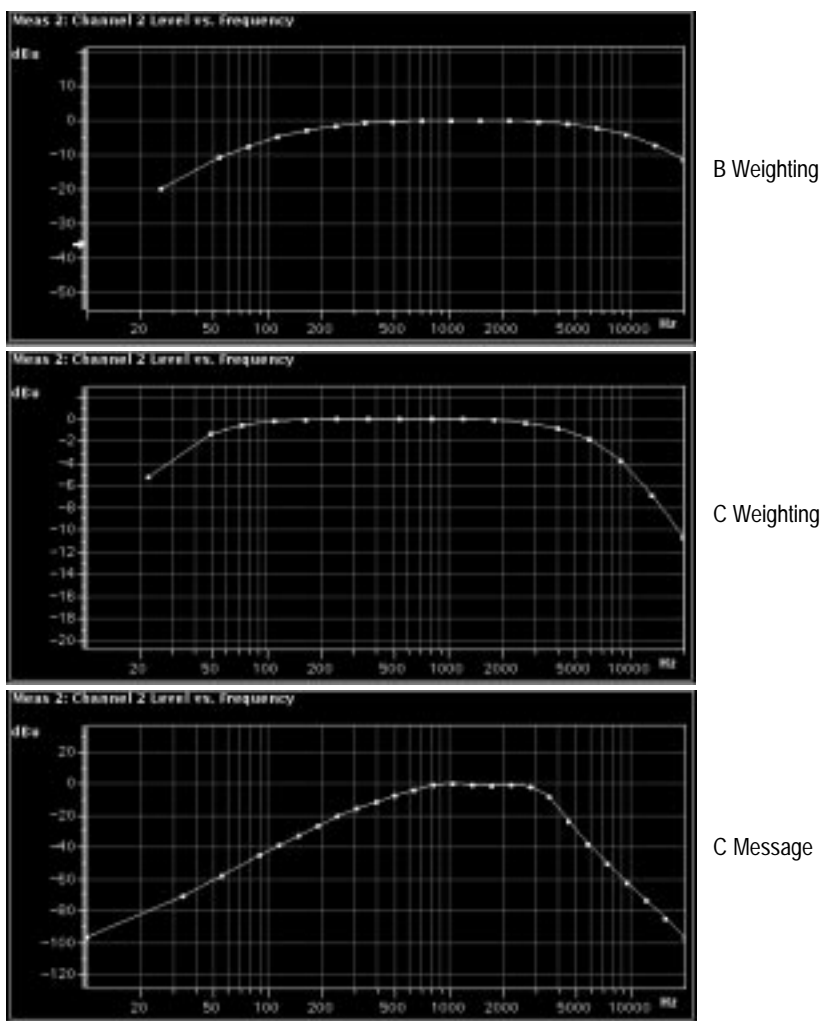 Meas 2: Channel 2 Level vs. Frequency
dBu
10
0
-10
-20
-30
-40
-50
20 50 100 200 500 1000 2000 5000 10000 Hz
B Weighting
Meas 2: Channel 2 Level vs. Frequency
dBu
0
-2
-4
-6
-8
-10
-12
-14
-16
-18
-20
20 50 100 200 500 1000 2000 5000 10000 Hz
C Weighting
Meas 2: Channel 2 Level vs. Frequency
dBu
20
0
-20
-40
-60
-80
-100
-120
20 50 100 200 500 1000 2000 5000 10000 Hz
C Message